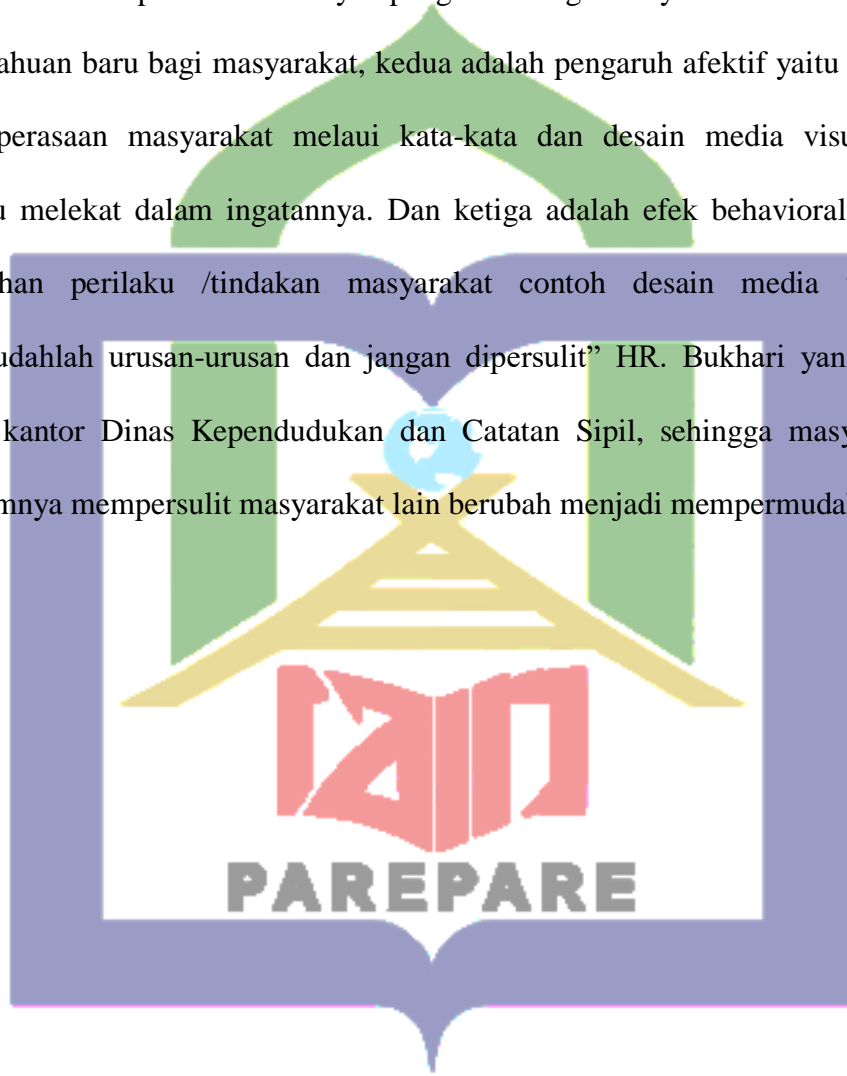 ahuan baru bagi masyarakat, kedua adalah pengaruh afektif yaitu
perasaan masyarakat melaui kata-kata dan desain media visu
u melekat dalam ingatannya. Dan ketiga adalah efek behavioral
han perilaku /tindakan masyarakat contoh desain media
udahlah urusan-urusan dan jangan dipersulit” HR. Bukhari yan
kantor Dinas Kependudukan dan Catatan Sipil, sehingga masy
mnya mempersulit masyarakat lain berubah menjadi mempermudah
iain
PAREPARE